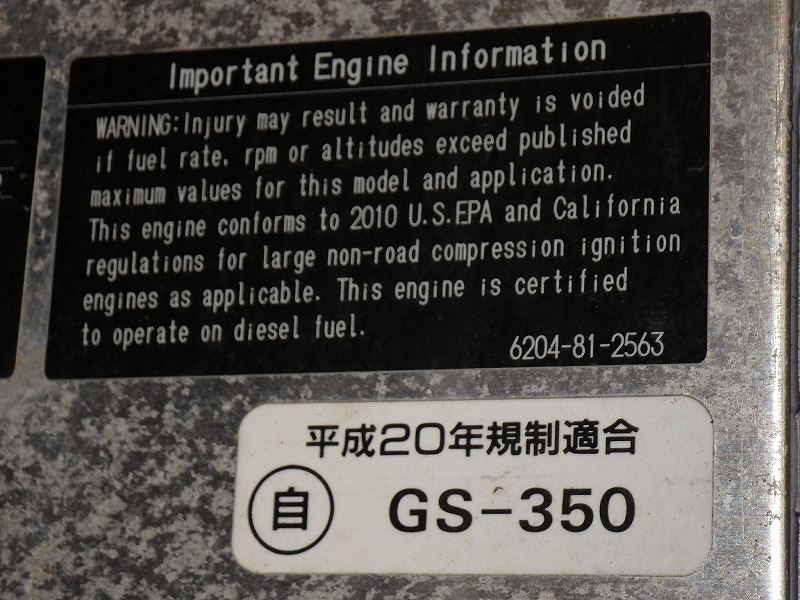 Important Engine Information
WARNING:Injury may result and warranty is voided
if fuel rate, rpm or altitudes exceed published
maximum values for this model and application.
This engine conforms to 2010 U.S.EPA and California
regulations for large non-road compression ignition
engines as applicable. This engine is certified
to operate on diesel fuel.
6204-81-2563
平成20年規制適合
自 GS-350